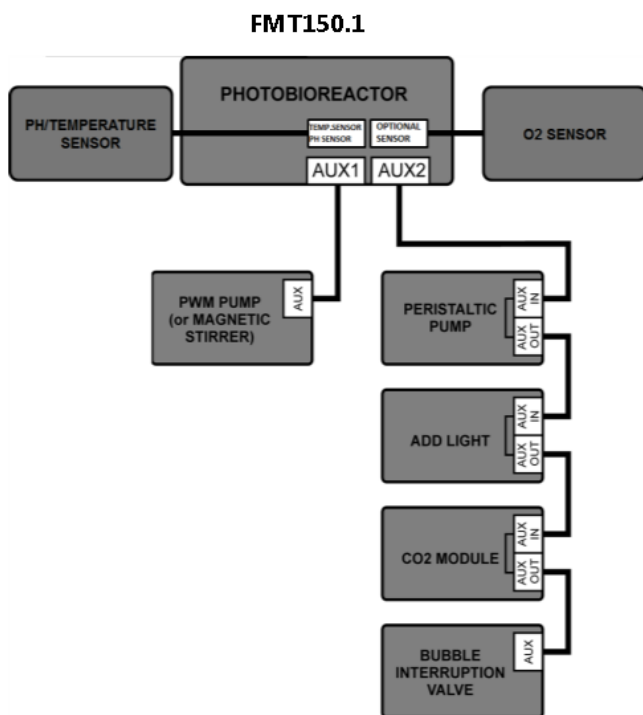 FMT150.1
PHOTOBIOREACTOR
PH/TEMPERATURE
SENSOR
TEMP.SENSOR
PH SENSOR
OPTIONAL
SENSOR
O2 SENSOR
AUX1
AUX2
PWM PUMP
(or MAGNETIC
STIRRER)
AUX
PERISTALTIC
PUMP
AUX
IN
AUX
OUT
ADD LIGHT
AUX
IN
AUX
OUT
CO2 MODULE
AUX
IN
AUX
OUT
BUBBLE
INTERRUPTION
VALVE
AUX